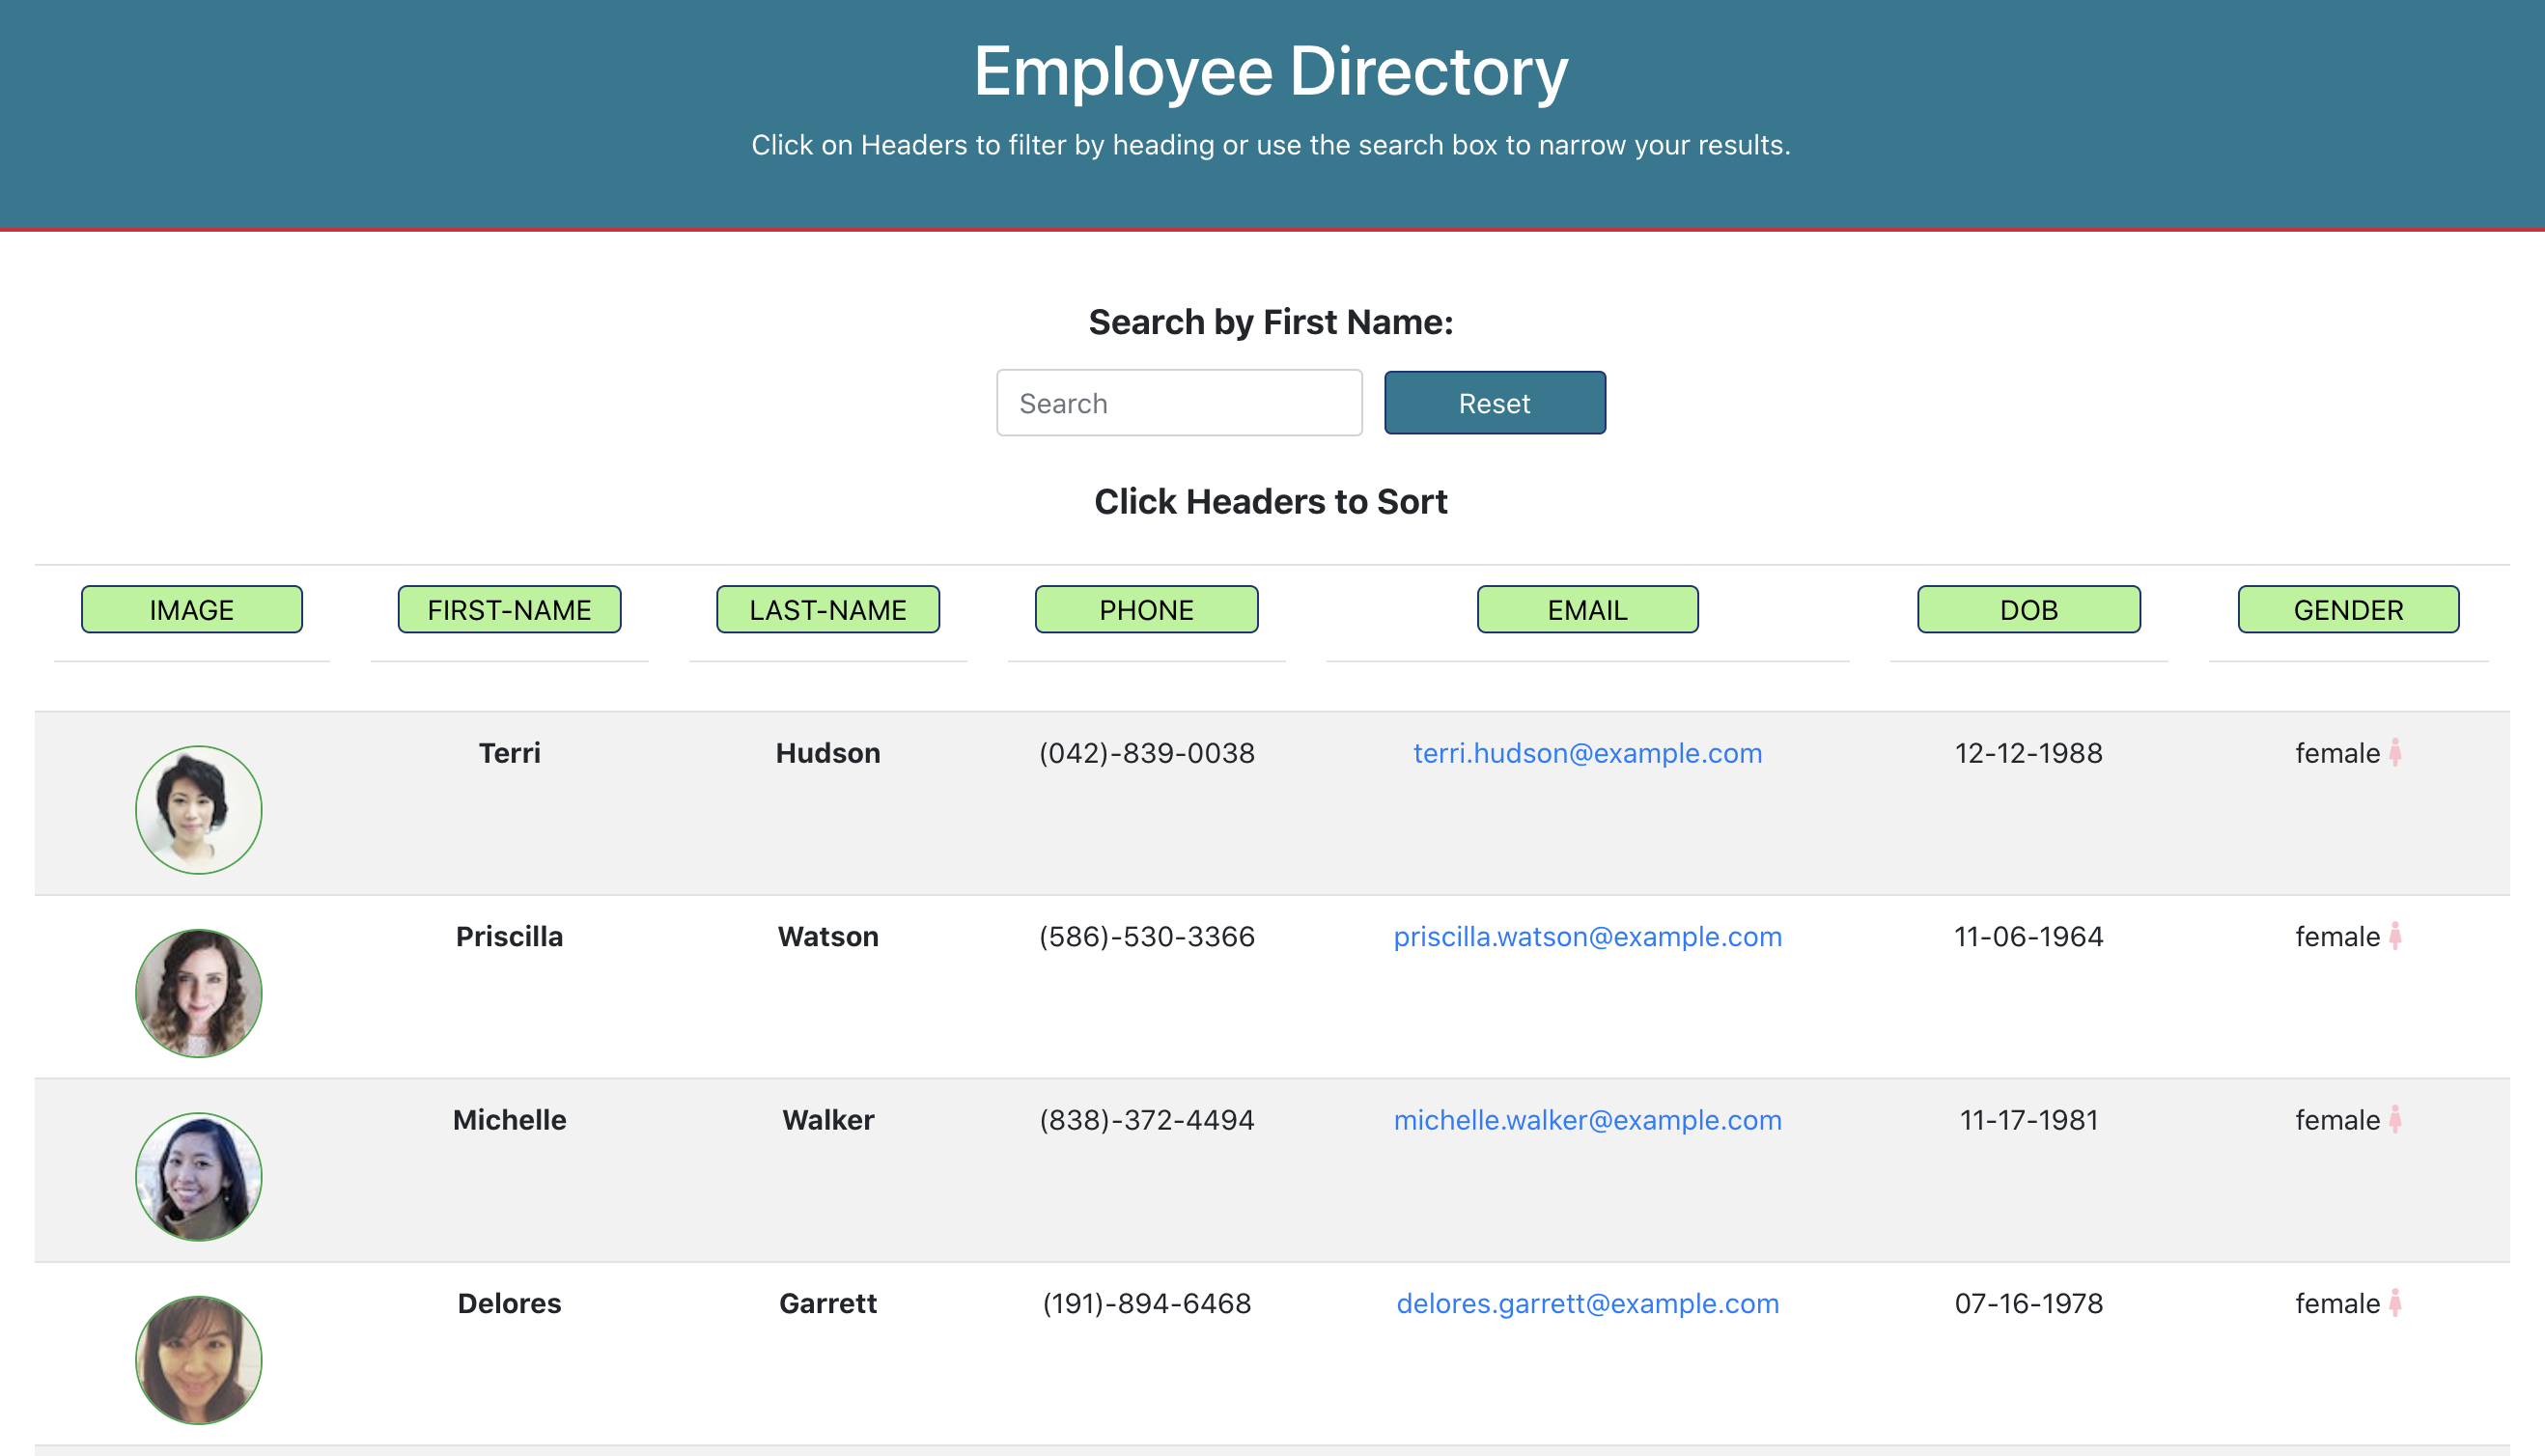 Employee Directory
Click on Headers to filter by heading or use the search box to narrow your results.
Search by First Name:
Search Reset
Click Headers to Sort
IMAGE FIRST-NAME LAST-NAME PHONE EMAIL DOB GENDER
Terri Hudson (042)-839-0038 terri.hudson@example.com 12-12-1988 female
Priscilla Watson (586)-530-3366 priscilla.watson@example.com 11-06-1964 female
Michelle Walker (838)-372-4494 michelle.walker@example.com 11-17-1981 female
Delores Garrett (191)-894-6468 delores.garrett@example.com 07-16-1978 female